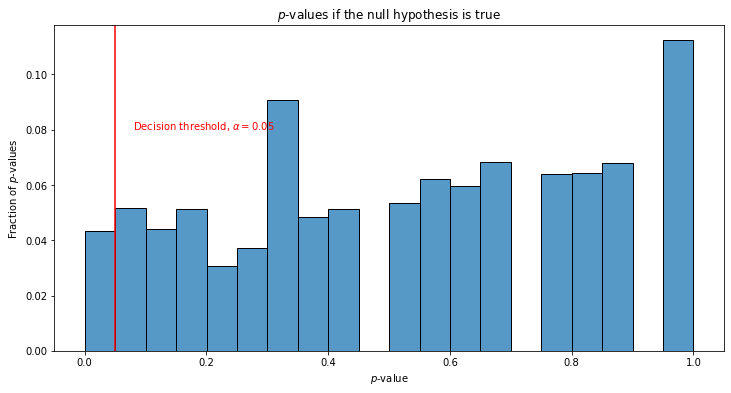 p-values if the null hypothesis is true
0.10
Decision threshold, α = 0.05
0.08
0.06
0.04
0.02
0.00
Fraction of p-values
0.0 0.2 0.4 0.6 0.8 1.0
p-value